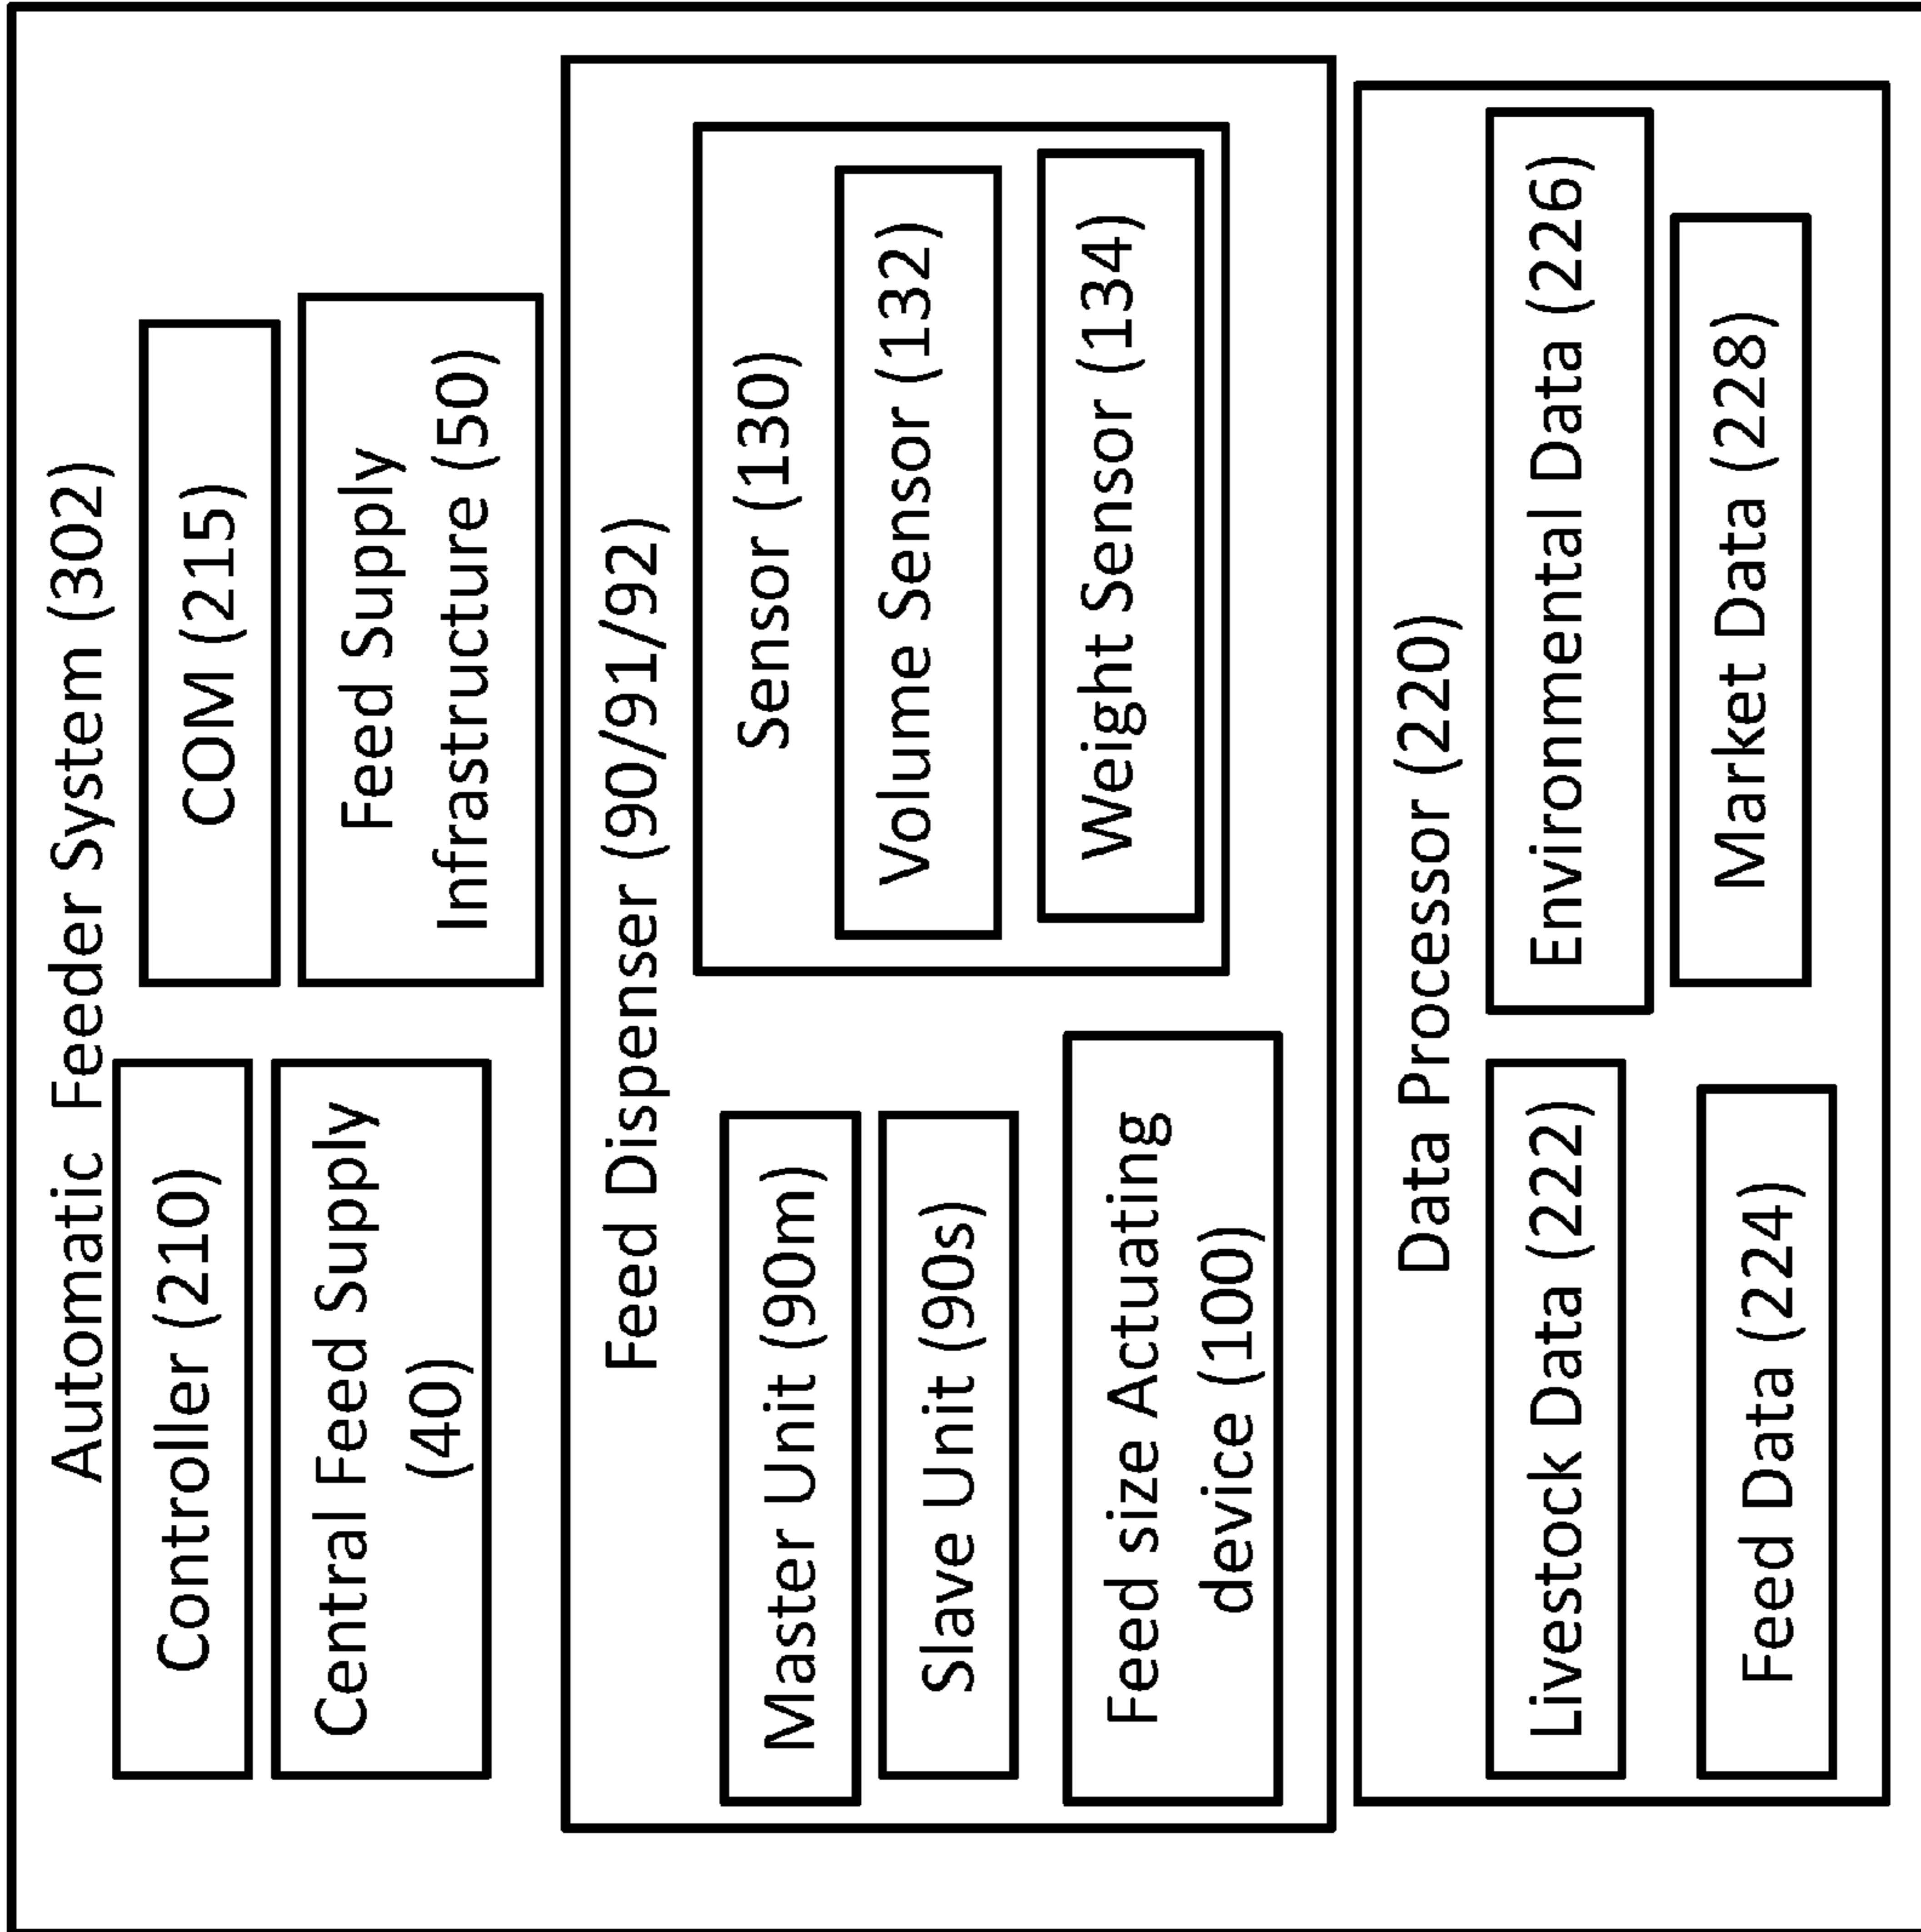 Automatic Feeder System (302)
Controller (210)
COM (215)
Central Feed Supply
(40)
Feed Supply
Infrastructure (50)
Feed Dispenser (90/91/92)
Master Unit (90m)
Slave Unit (90s)
Feed size Actuating
device (100)
Sensor (130)
Volume Sensor (132)
Weight Sensor (134)
Data Processor (220)
Livestock Data (222)
Environmental Data (226)
Feed Data (224)
Market Data (228)